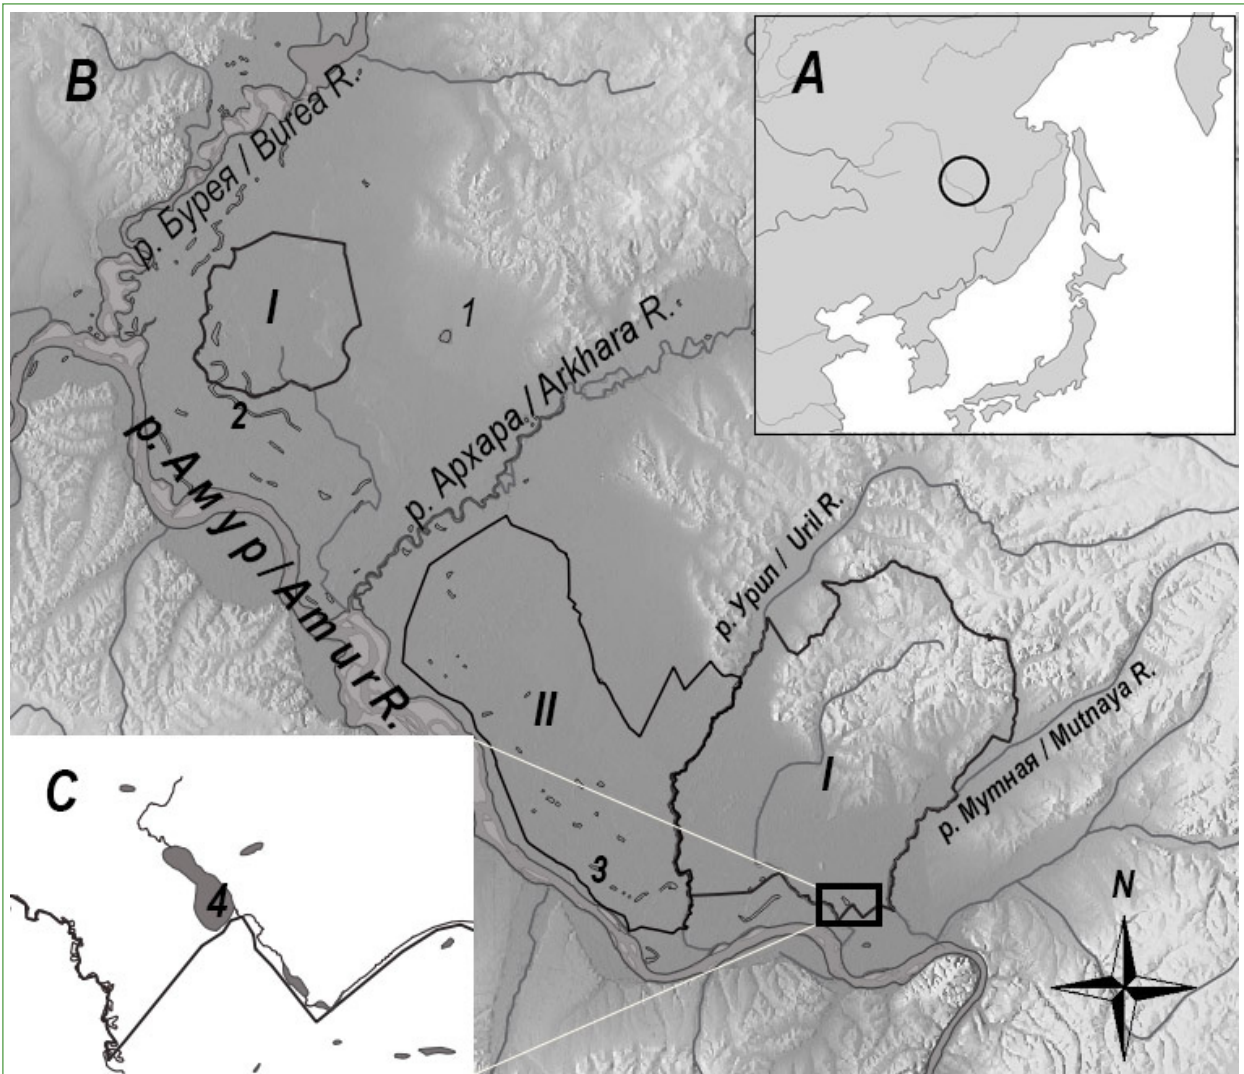 B
A
р. Бурея / Burea R.
I
1
2
р. Архара / Arkhara R.
р. Амур / Amur R.
р. Урил / Uril R.
II
I
р. Мутная / Mutnaya R.
3
C
4
N